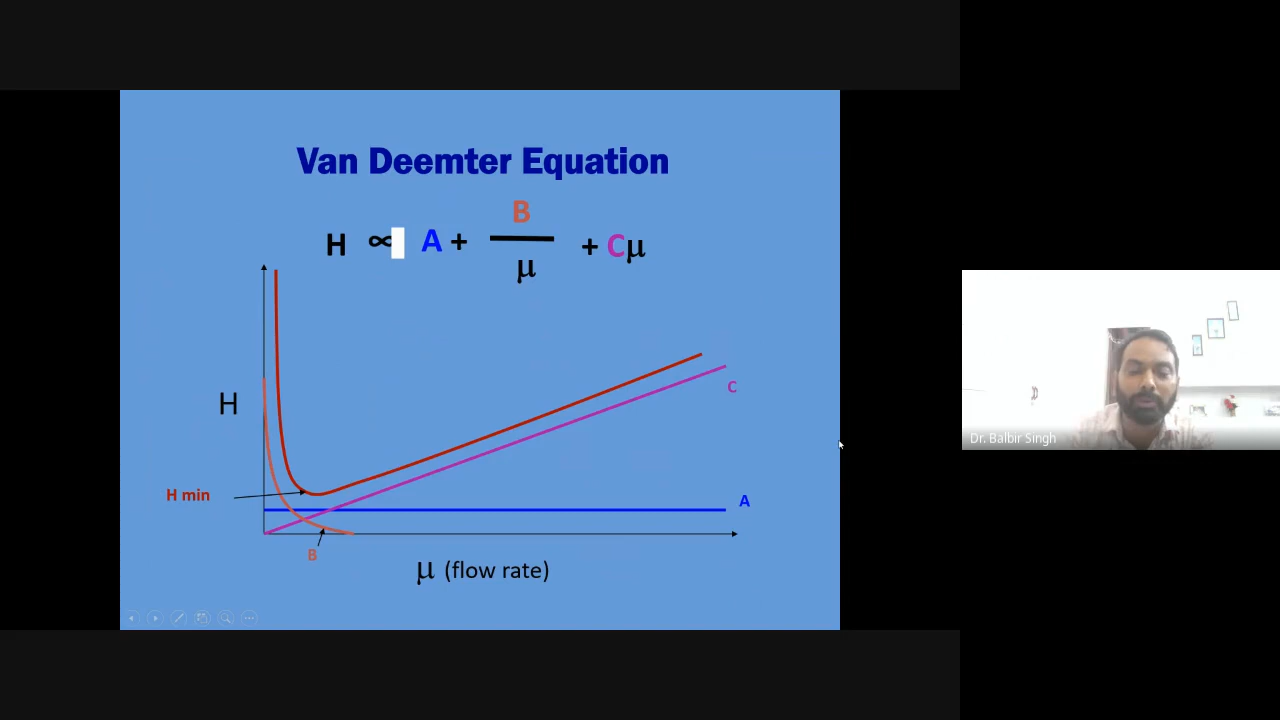 Van Deemter Equation
B
H ∝ A + + Cμ
μ
H
C
H min
A
B
μ (flow rate)
Dr. Balbir Singh